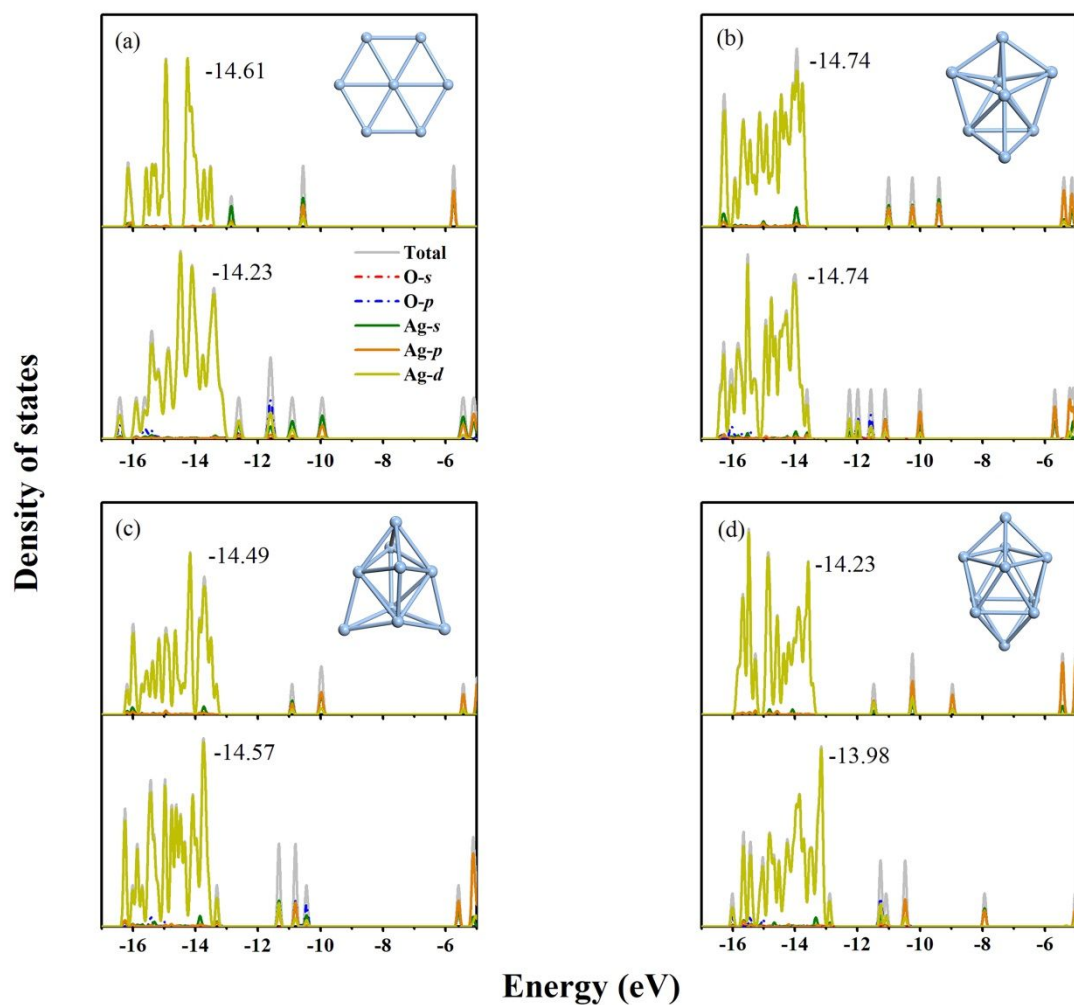 (a)
-14.61
-14.23
Total
O-s
O-p
Ag-s
Ag-p
Ag-d
-16 -14 -12 -10 -8 -6
(b)
-14.74
-14.74
-16 -14 -12 -10 -8 -6
(c)
-14.49
-14.57
-16 -14 -12 -10 -8 -6
(d)
-14.23
-13.98
-16 -14 -12 -10 -8 -6
Density of states
Energy (eV)